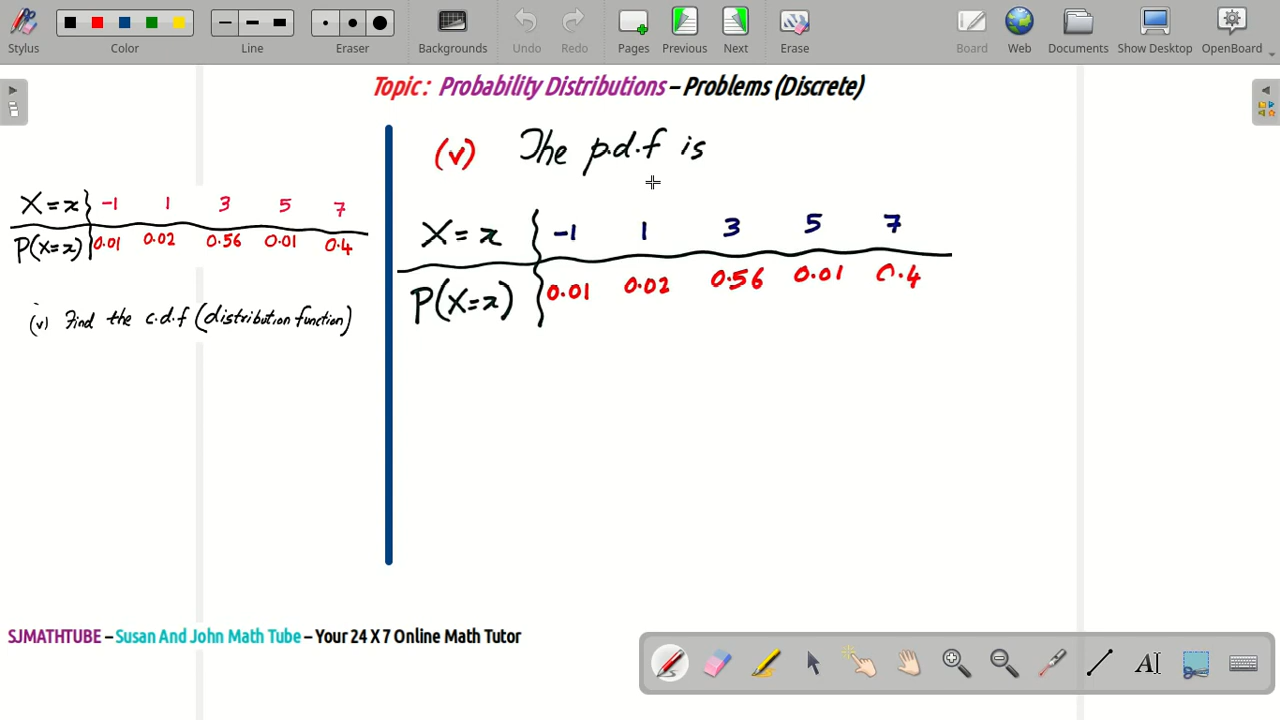 Stylus
Color
Line
Eraser
Backgrounds
Undo
Redo
Pages
Previous
Next
Erase
Board
Web
Documents
Show Desktop
OpenBoard
Topic : Probability Distributions – Problems (Discrete)
X = x -1 1 3 5 7
P(X=x) 0.01 0.02 0.56 0.01 0.4
(v) Find the c.d.f (distribution function)
(v) The p.d.f is
X = x -1 1 3 5 7
P(X=x) 0.01 0.02 0.56 0.01 0.4
SJMATHTUBE – Susan And John Math Tube – Your 24 X 7 Online Math Tutor